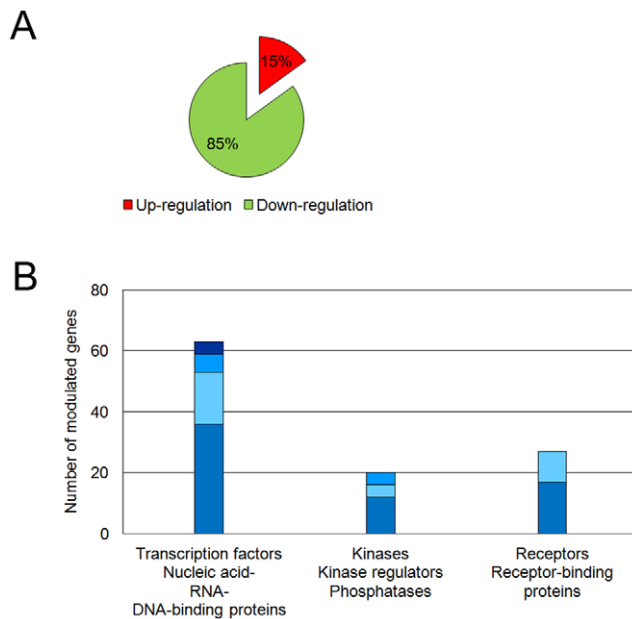 A
15%
85%
Up-regulation Down-regulation
B
Number of modulated genes
80
60
40
20
0
Transcription factors
Nucleic acid-
RNA-
DNA-binding proteins
Kinases
Kinase regulators
Phosphatases
Receptors
Receptor-binding
proteins